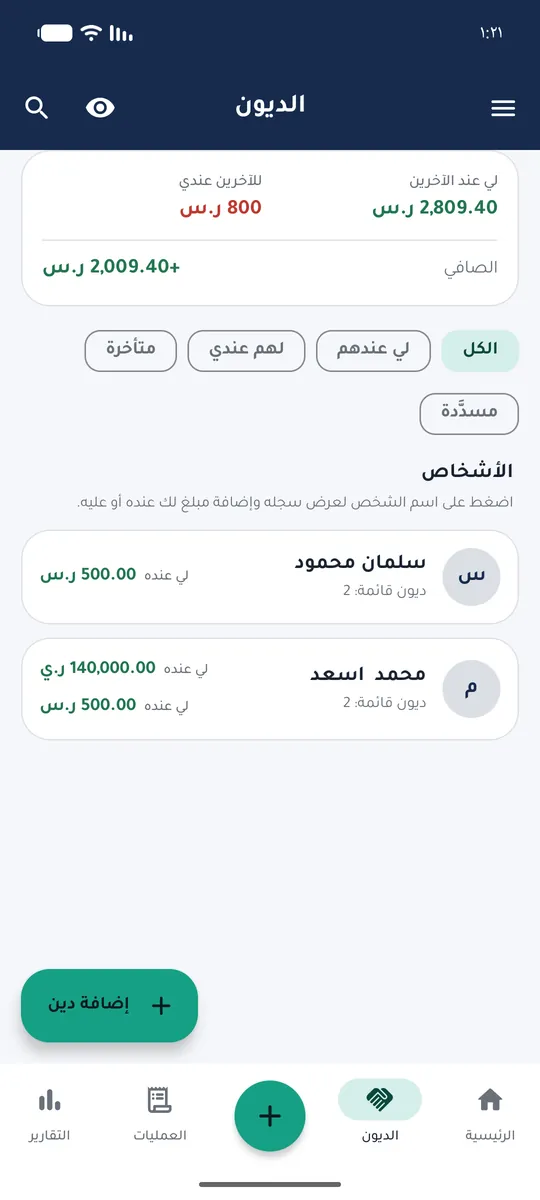 ١:٢١
الديون
لي عند الآخرين
2,809.40 ر.س
للآخرين عندي
800 ر.س
الصافي
+2,009.40 ر.س
الكل
لي عندهم
لهم عندي
متأخرة
مسدَّدة
الأشخاص
اضغط على اسم الشخص لعرض سجله وإضافة مبلغ لك عنده أو عليه.
س
سلمان محمود
ديون قائمة: 2
لي عنده 500.00 ر.س
م
محمد اسعد
ديون قائمة: 2
لي عنده 140,000.00 ر.ي
لي عنده 500.00 ر.س
إضافة دين
الرئيسية
الديون
العمليات
التقارير